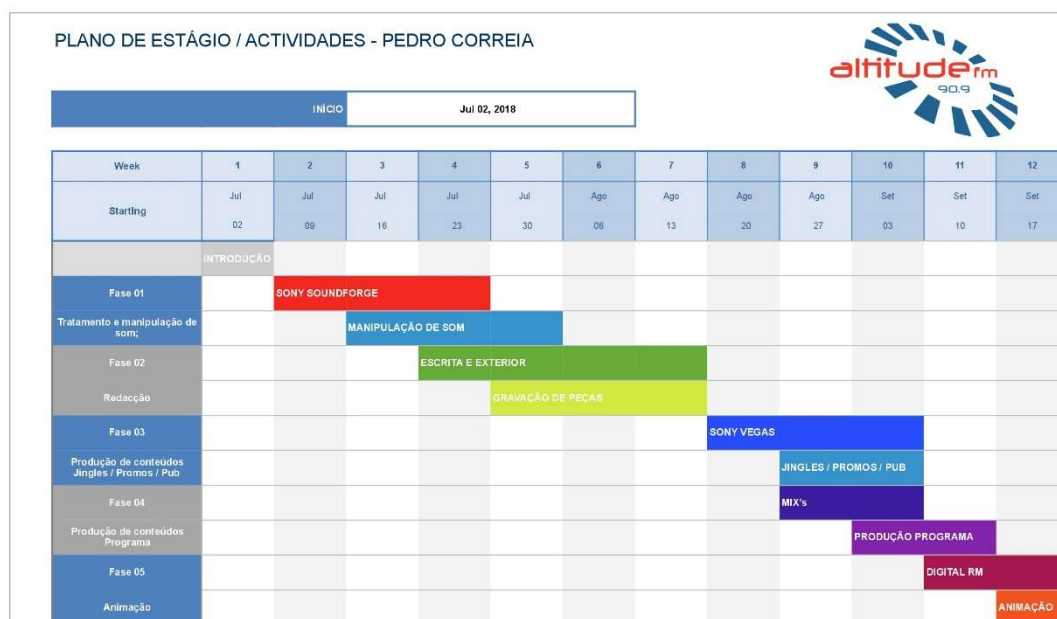 PLANO DE ESTÁGIO / ACTIVIDADES - PEDRO CORREIA
altitude fm
90.9
INÍCIO Jul 02, 2018
Week 1 2 3 4 5 6 7 8 9 10 11 12
Starting
Jul Jul Jul Jul Jul Ago Ago Ago Ago Set Set Set
02 09 16 23 30 06 13 20 27 03 10 17
INTRODUÇÃO
Fase 01 SONY SOUNDFORGE
Tratamento e manipulação de
som;
MANIPULAÇÃO DE SOM
Fase 02 ESCRITA E EXTERIOR
Redacção GRAVAÇÃO DE PEÇAS
Fase 03 SONY VEGAS
Produção de conteúdos
Jingles / Promos / Pub
JINGLES / PROMOS / PUB
Fase 04 MIX's
Produção de conteúdos
Programa
PRODUÇÃO PROGRAMA
Fase 05 DIGITAL RM
Animação ANIMAÇÃO